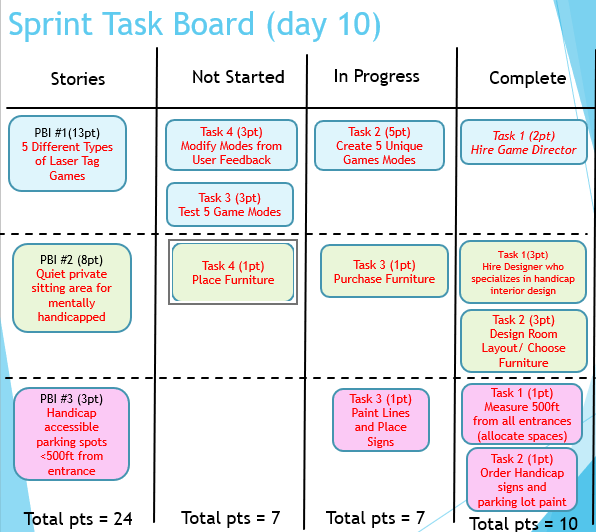 Sprint Task Board (day 10)
Stories
Not Started
In Progress
Complete
PBI #1(13pt)
5 Different Types
of Laser Tag
Games
Task 4 (3pt)
Modify Modes from
User Feedback
Task 3 (3pt)
Test 5 Game Modes
Task 2 (5pt)
Create 5 Unique
Games Modes
Task 1 (2pt)
Hire Game Director
PBI #2 (8pt)
Quiet private
sitting area for
mentally
handicapped
Task 4 (1pt)
Place Furniture
Task 3 (1pt)
Purchase Furniture
Task 1(3pt)
Hire Designer who
specializes in handicap
interior design
Task 2 (3pt)
Design Room
Layout/ Choose
Furniture
PBI #3 (3pt)
Handicap
accessible
parking spots
<500ft from
entrance
Task 3 (1pt)
Paint Lines
and Place
Signs
Task 1 (1pt)
Measure 500ft
from all entrances
(allocate spaces)
Task 2 (1pt)
Order Handicap
signs and
parking lot paint
Total pts = 24
Total pts = 7
Total pts = 7
Total pts = 10